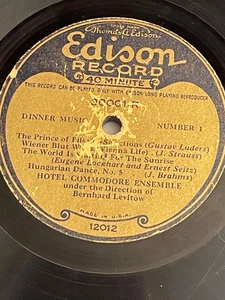 Thomas A. Edison
Edison
RECORD
40 MINUTE
THIS RECORD CAN BE PLAYED ONLY WITH EDISON LONG PLAYING REPRODUCER
DINNER MUSIC NUMBER 1
The Prince of Selections (Gustav Luders)
Wiener Blut Waltz (Vienna Life) (J. Strauss)
The World Is Waiting For The Sunrise
(Eugene Lockhart and Ernest Seitz)
Hungarian Dance, No. 5 (J. Brahms)
HOTEL COMMODORE ENSEMBLE
under the Direction of
Bernhard Levitow
MADE IN U.S.A.
12012